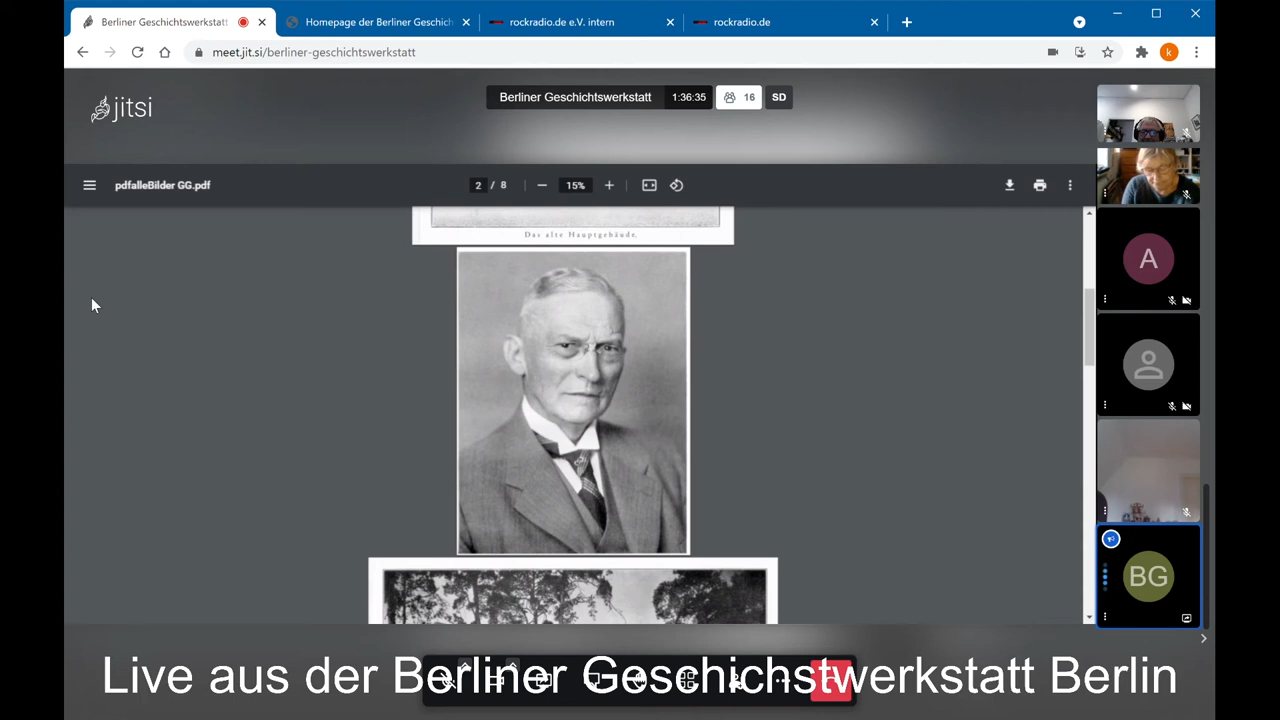 Berliner Geschichtswerkstatt
Homepage der Berliner Geschich
rockradio.de e.V. intern
rockradio.de
meet.jit.si/berliner-geschichtswerkstatt
k
jitsi
Berliner Geschichtswerkstatt
1:36:35
16
SD
pdfalleBilder GG.pdf
2 / 8
15%
Das alte Hauptgebäude.
A
BG
Live aus der Berliner Geschichstwerkstatt Berlin